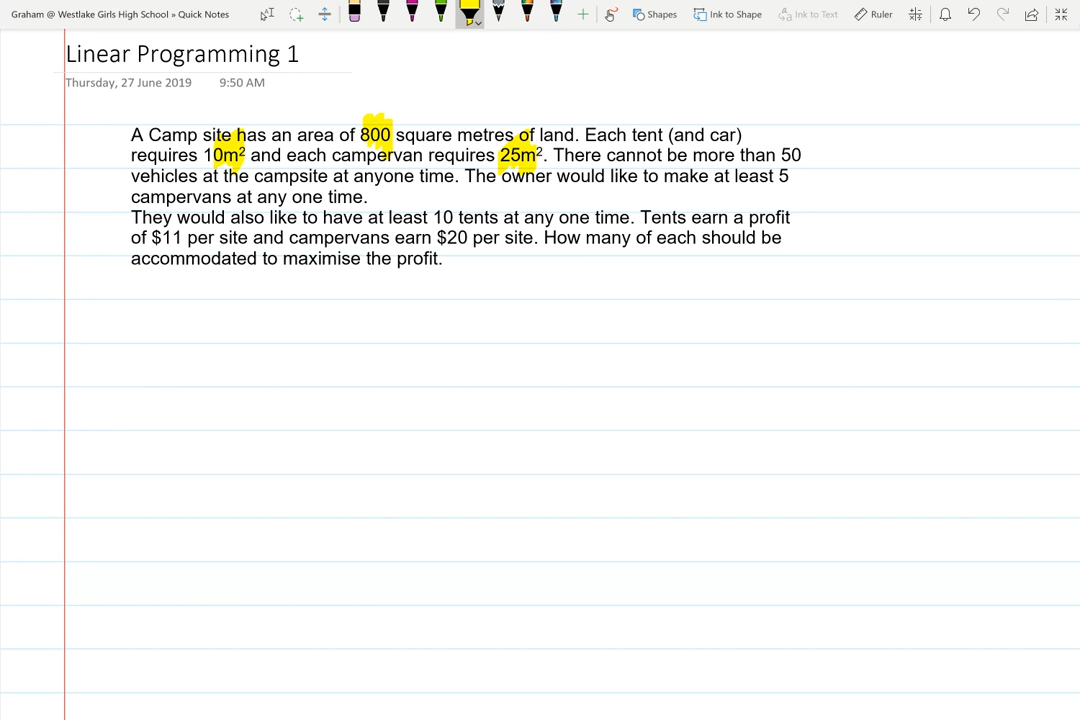 Graham @ Westlake Girls High School » Quick Notes Shapes Ink to Shape Ink to Text Ruler
Linear Programming 1
Thursday, 27 June 2019 9:50 AM
A Camp site has an area of 800 square metres of land. Each tent (and car)
requires 10m² and each campervan requires 25m². There cannot be more than 50
vehicles at the campsite at anyone time. The owner would like to make at least 5
campervans at any one time.
They would also like to have at least 10 tents at any one time. Tents earn a profit
of $11 per site and campervans earn $20 per site. How many of each should be
accommodated to maximise the profit.